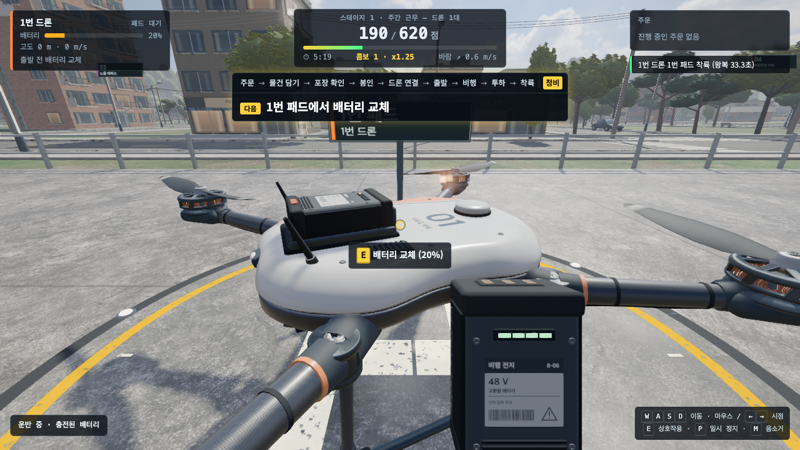 1번 드론 패드 대기
배터리 20%
고도 0 m · 0 m/s
출발 전 배터리 교체
스테이지 1 · 주간 근무 — 드론 1대
190 / 620 점
5:19 콤보 1 · x1.25 바람 ↗ 0.6 m/s
주문
진행 중인 주문 없음
1번 드론 1번 패드 착륙 (왕복 33.3초)
주문 → 물건 담기 → 포장 확인 → 봉인 → 드론 연결 → 출발 → 비행 → 투하 → 착륙 정비
다음 1번 패드에서 배터리 교체
1번 드론
01
E 배터리 교체 (20%)
비행 전지 B-06
48 V
운반 중 · 충전된 배터리
W A S D 이동 · 마우스 / ← → 시점
E 상호작용 · P 일시 정지 · M 음소거